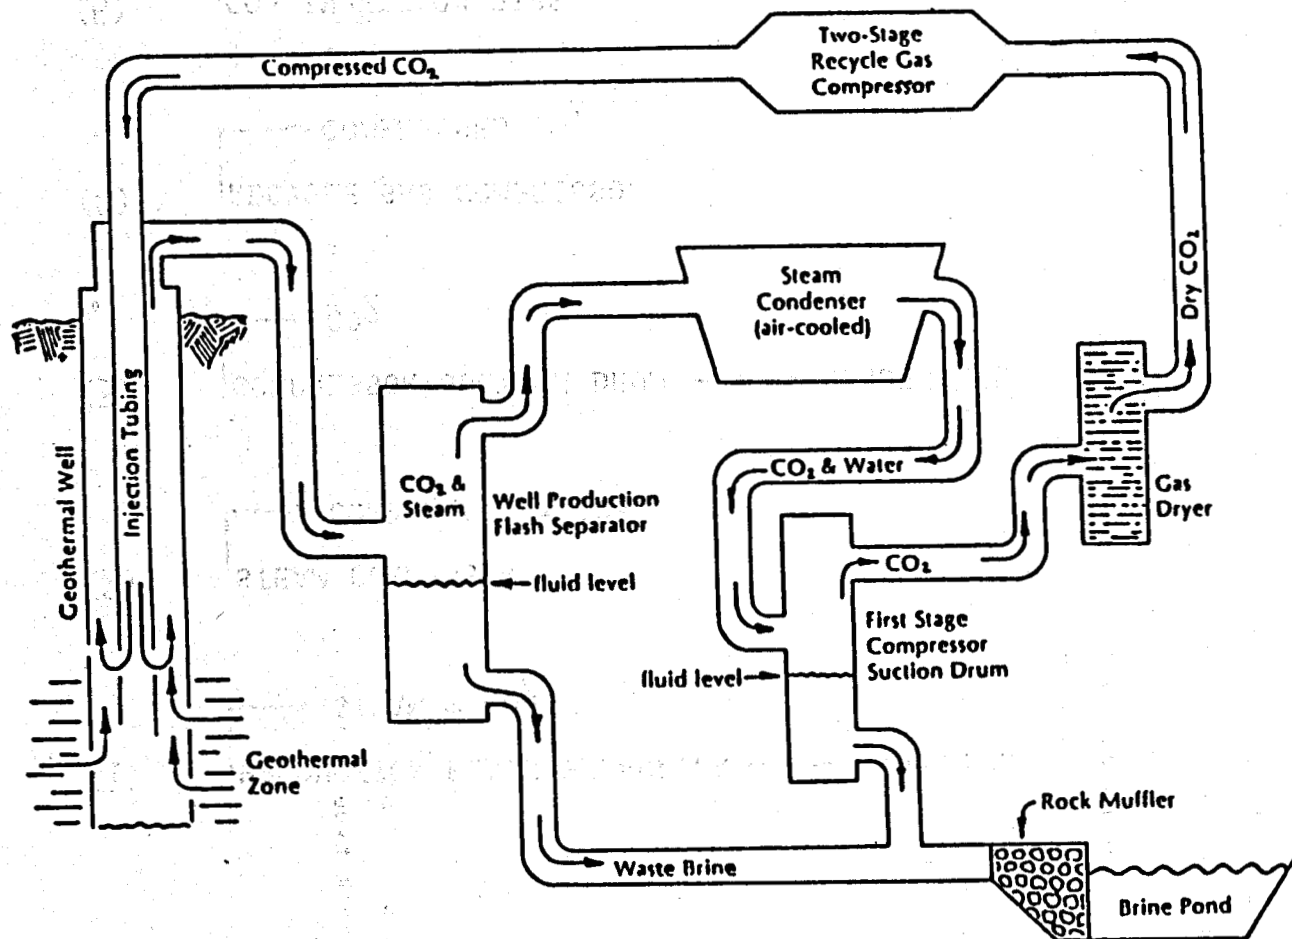 Two-Stage
Recycle Gas
Compressor
Compressed CO₂
Dry CO₂
Steam
Condenser
(air-cooled)
Injection Tubing
Geothermal Well
CO₂ &
Steam
Well Production
Flash Separator
fluid level
CO₂ & Water
Gas
Dryer
CO₂
First Stage
Compressor
Suction Drum
fluid level
Geothermal
Zone
Rock Muffler
Waste Brine
Brine Pond